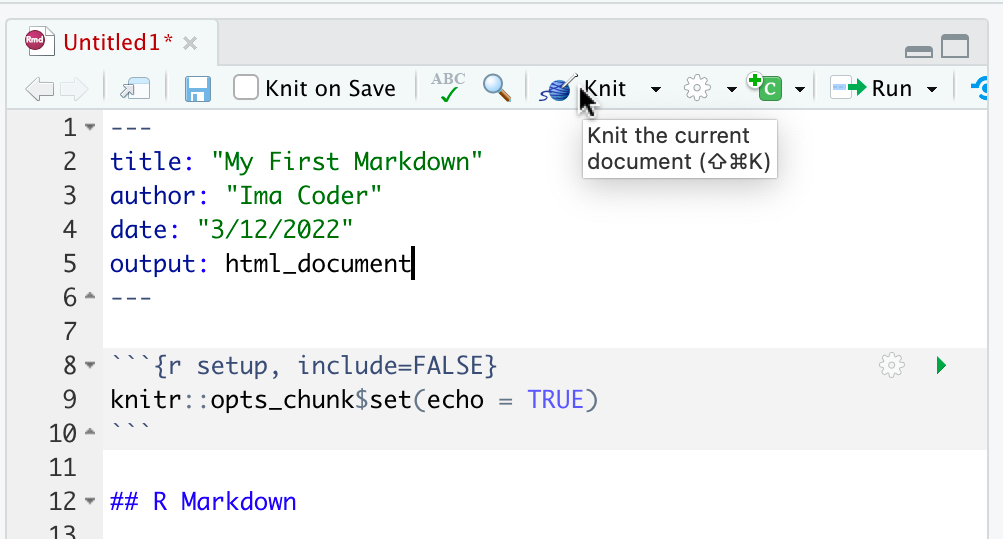 Rmd Untitled1*
Knit on Save ABC Knit C Run
Knit the current
document (⇧⌘K)
1 ---
2 title: "My First Markdown"
3 author: "Ima Coder"
4 date: "3/12/2022"
5 output: html_document
6 ---
7
8 ```{r setup, include=FALSE}
9 knitr::opts_chunk$set(echo = TRUE)
10 ```
11
12 ## R Markdown
13